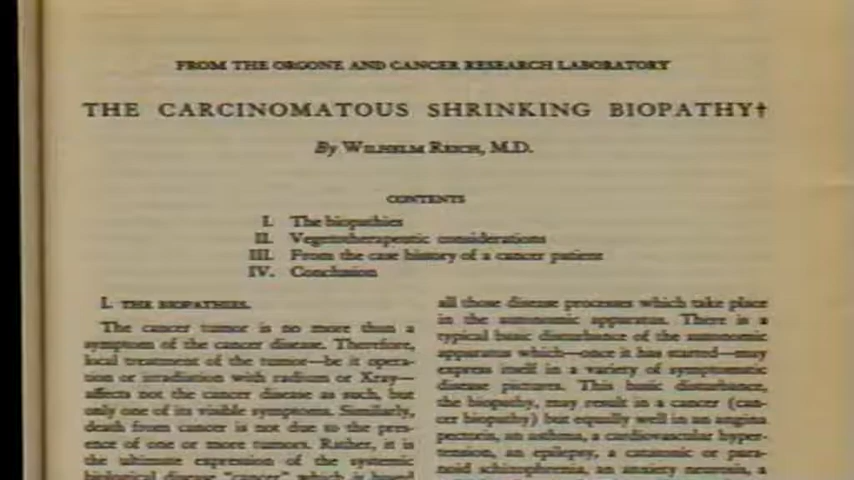 FROM THE ORGONE AND CANCER RESEARCH LABORATORY
THE CARCINOMATOUS SHRINKING BIOPATHY†
By WILHELM REICH, M.D.
CONTENTS
I. The biopathies
II. Vegetotherapeutic considerations
III. From the case history of a cancer patient
IV. Conclusion
I. THE BIOPATHIES.
The cancer tumor is no more than a
symptom of the cancer disease. Therefore,
local treatment of the tumor—be it opera-
tion or irradiation with radium or Xray—
affects not the cancer disease as such, but
only one of its visible symptoms. Similarly,
death from cancer is not due to the pres-
ence of one or more tumors. Rather, it is
the ultimate expression of the systemic
biological disease "cancer" which is based
all those disease processes which take place
in the autonomic apparatus. There is a
typical basic disturbance of the autonomic
apparatus which—once it has started—may
express itself in a variety of symptomatic
disease pictures. This basic disturbance,
the biopathy, may result in a cancer (can-
cer biopathy) but equally well in an angina
pectoris, an asthma, a cardiovascular hyper-
tension, an epilepsy, a catatonic or para-
noid schizophrenia, an anxiety neurosis, a